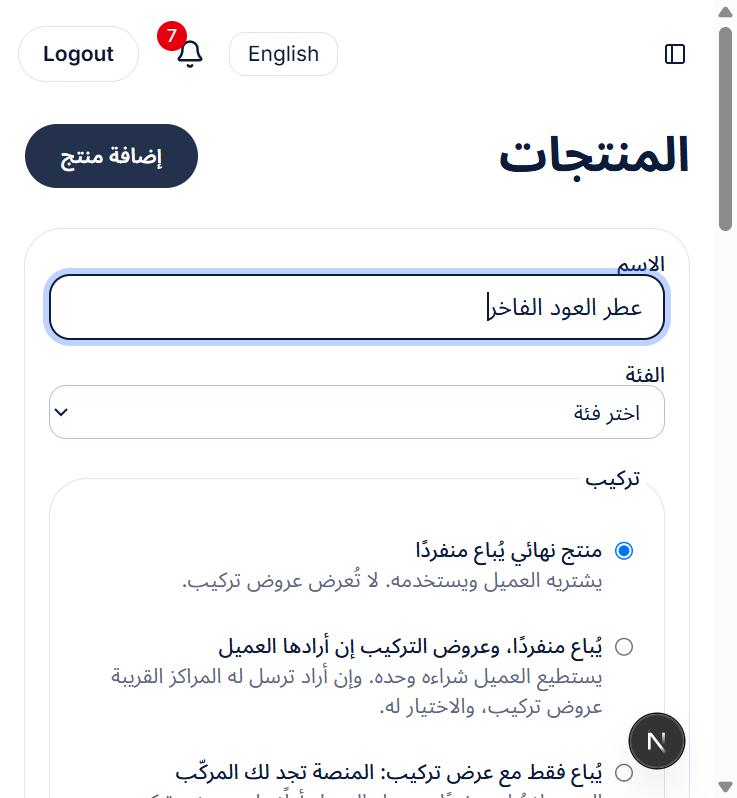 Logout
7
English
المنتجات
إضافة منتج
الاسم
عطر العود الفاخر
الفئة
اختر فئة
تركيب
منتج نهائي يُباع منفردًا
يشتريه العميل ويستخدمه. لا تُعرض عروض تركيب.
يُباع منفردًا، وعروض التركيب إن أرادها العميل
يستطيع العميل شراءه وحده. وإن أراد ترسل له المراكز القريبة
عروض تركيب، والاختيار له.
N
يُباع فقط مع عرض تركيب: المنصة تجد لك المركّب